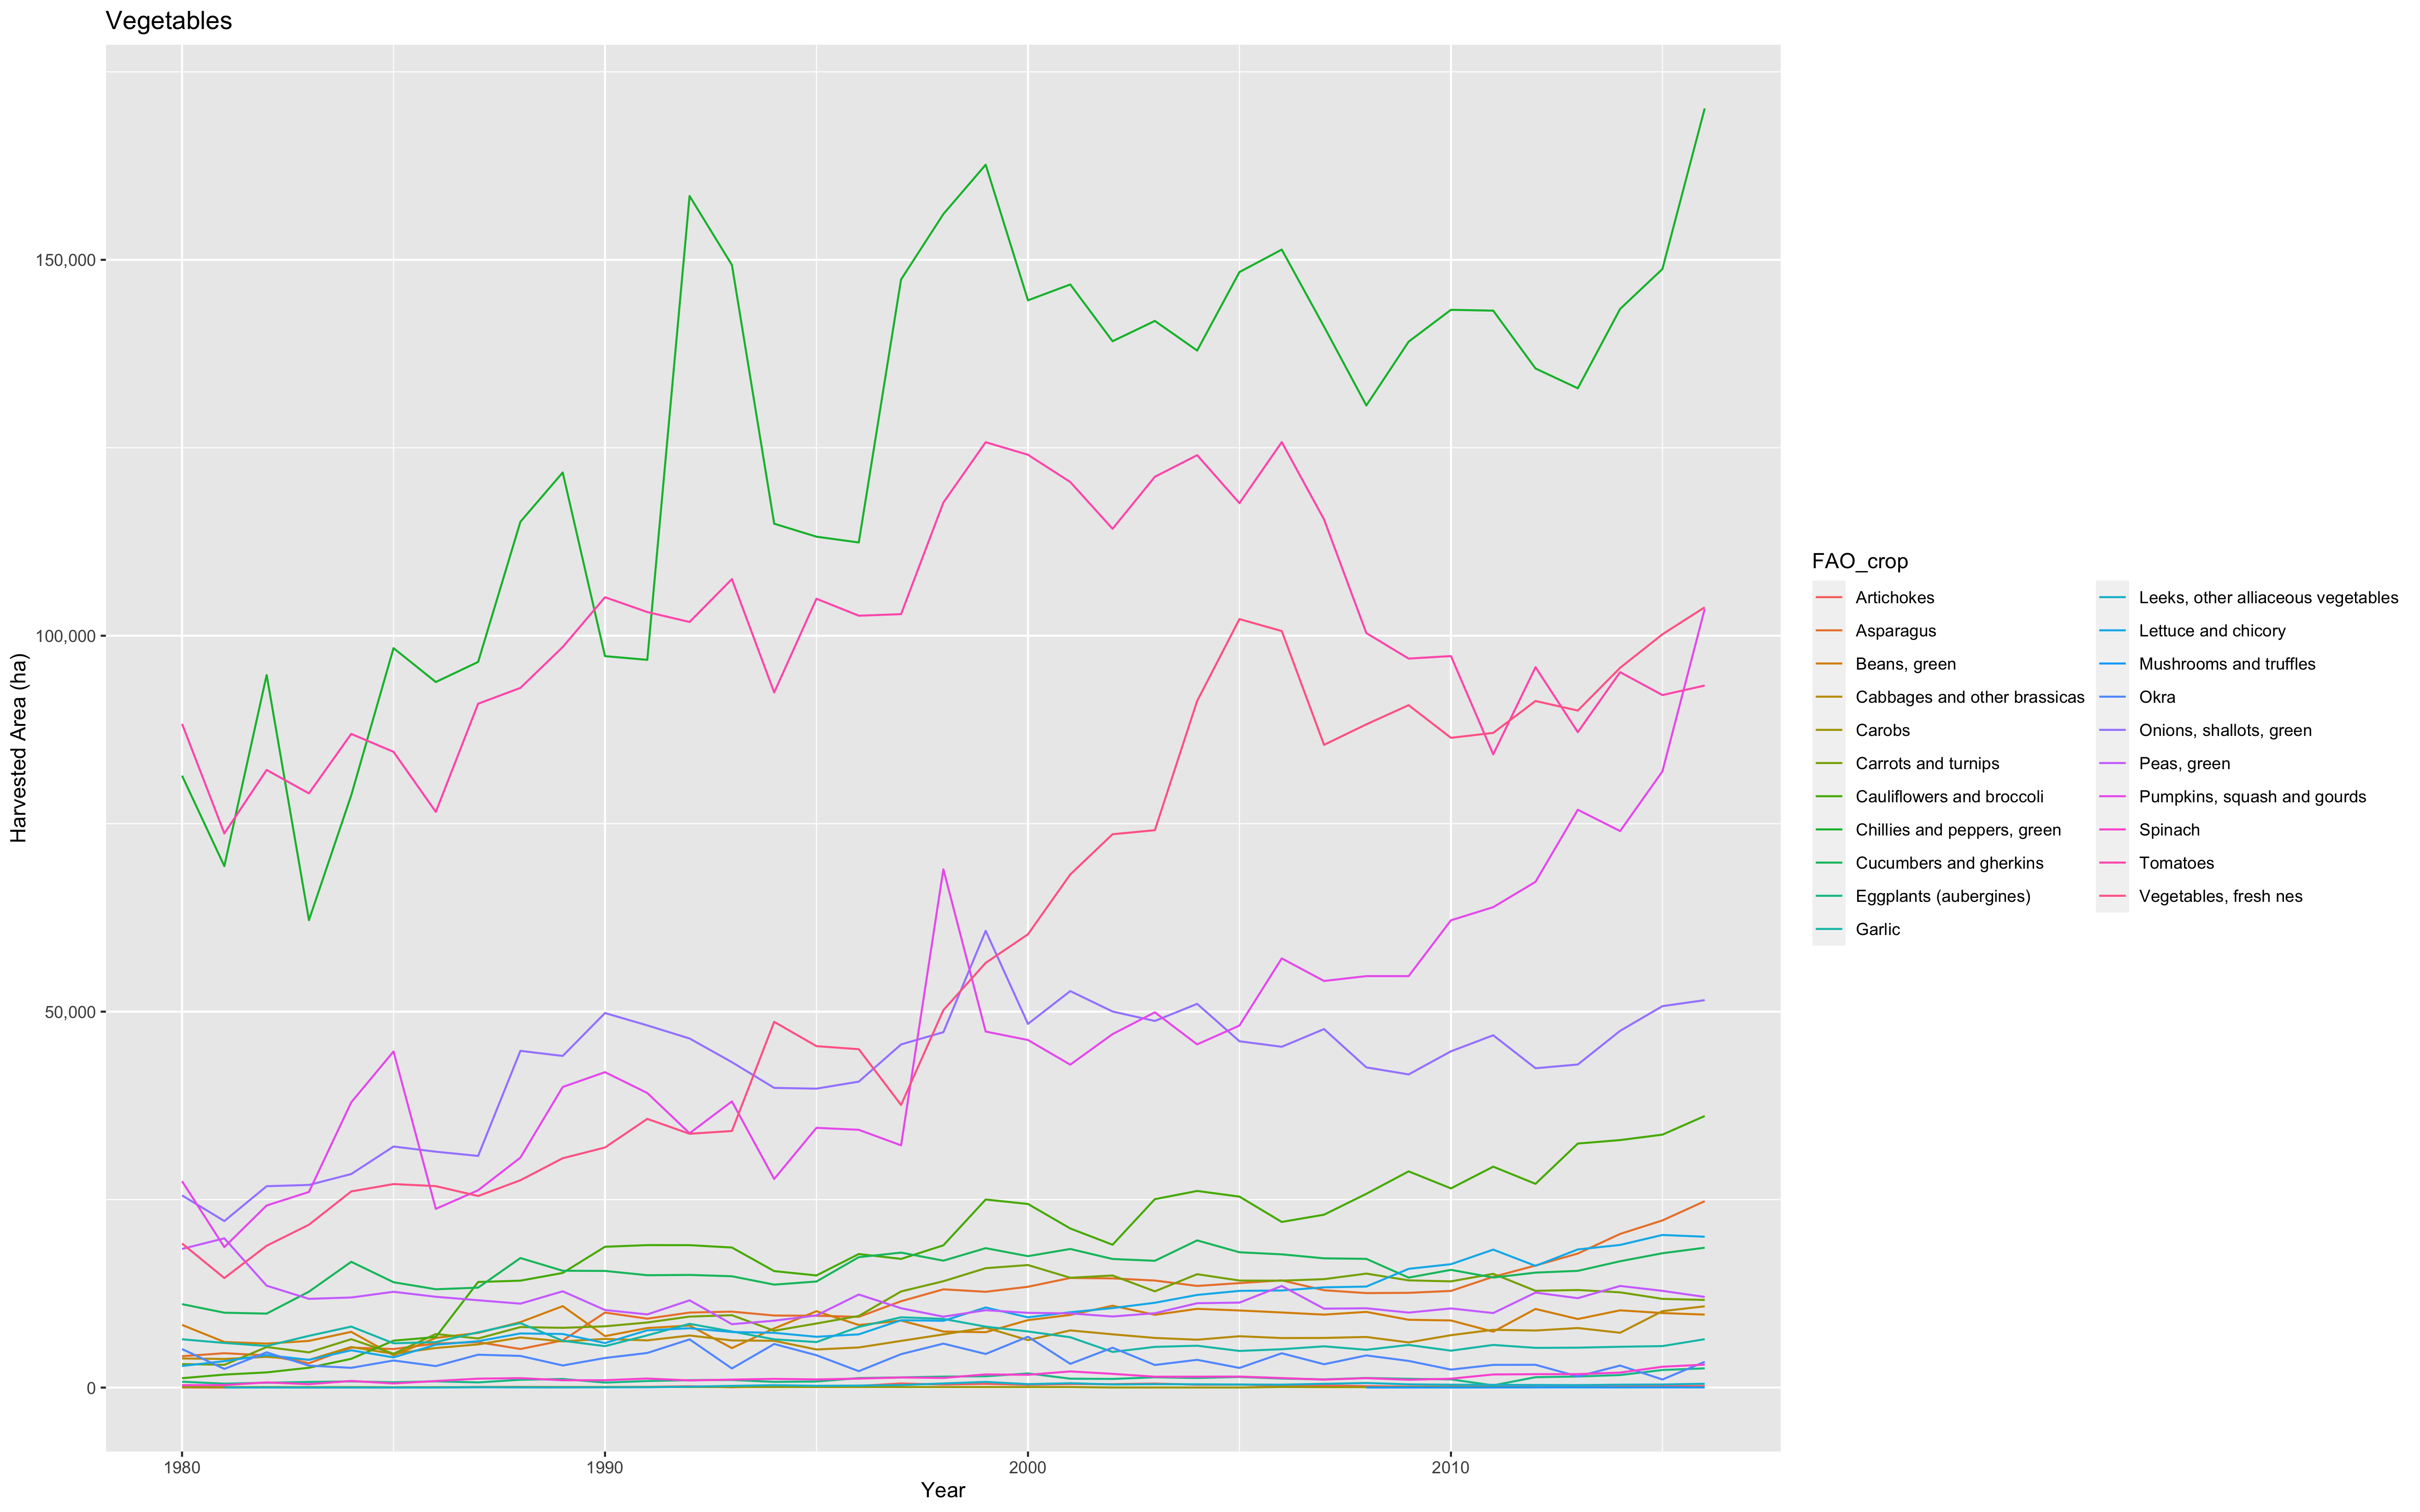 Vegetables
150,000
100,000
50,000
0
Harvested Area (ha)
1980
1990
2000
2010
Year
FAO_crop
Artichokes
Asparagus
Beans, green
Cabbages and other brassicas
Carobs
Carrots and turnips
Cauliflowers and broccoli
Chillies and peppers, green
Cucumbers and gherkins
Eggplants (aubergines)
Garlic
Leeks, other alliaceous vegetables
Lettuce and chicory
Mushrooms and truffles
Okra
Onions, shallots, green
Peas, green
Pumpkins, squash and gourds
Spinach
Tomatoes
Vegetables, fresh nes